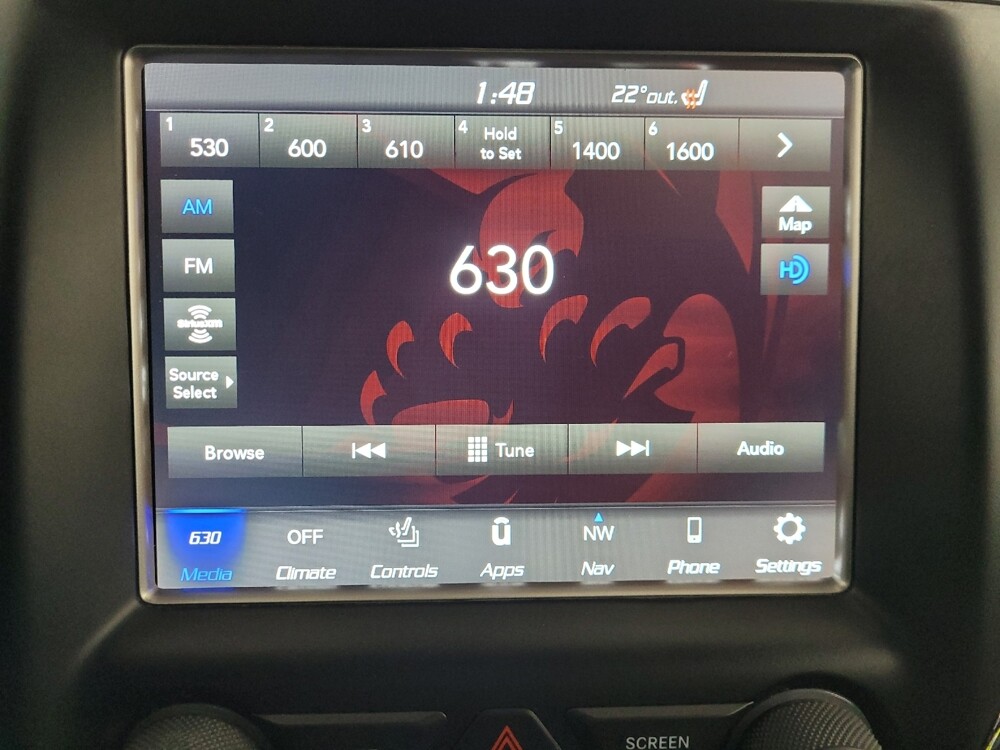 1:48 22°out.
1 530 2 600 3 610 4 Hold to Set 5 1400 6 1600
AM
Map
630
FM
HD
SiriusXM
Source
Select
Browse Tune Audio
630 OFF NW
Media Climate Controls Apps Nav Phone Settings
SCREEN